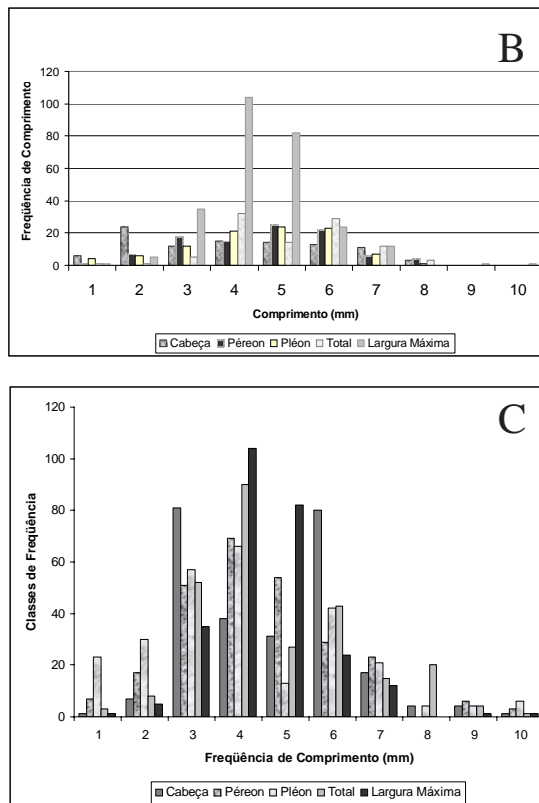 B
Freqüência de Comprimento
120
100
80
60
40
20
0
1 2 3 4 5 6 7 8 9 10
Comprimento (mm)
Cabeça Péreon Pléon Total Largura Máxima
C
Classes de Freqüência
120
100
80
60
40
20
0
1 2 3 4 5 6 7 8 9 10
Freqüência de Comprimento (mm)
Cabeça Péreon Pléon Total Largura Máxima